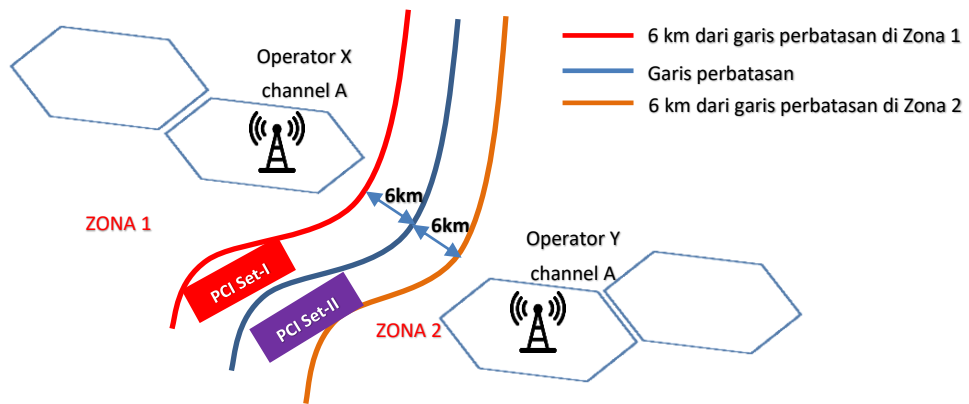 Operator X
channel A
6 km dari garis perbatasan di Zona 1
Garis perbatasan
6 km dari garis perbatasan di Zona 2
6km
6km
ZONA 1
PCI Set-I
PCI Set-II
ZONA 2
Operator Y
channel A